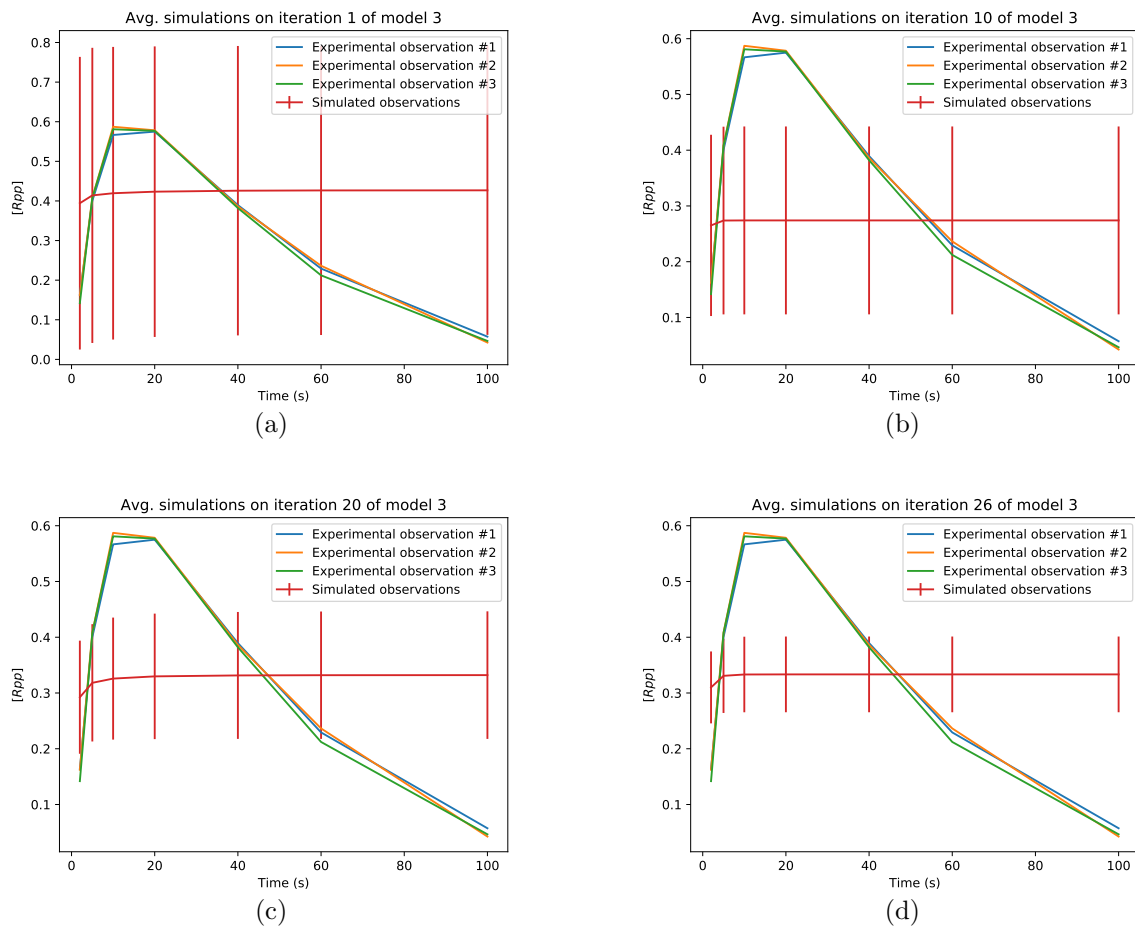 Avg. simulations on iteration 1 of model 3
Experimental observation #1
Experimental observation #2
Experimental observation #3
Simulated observations
[Rpp]
0.8
0.7
0.6
0.5
0.4
0.3
0.2
0.1
0.0
0 20 40 60 80 100
Time (s)
(a)
Avg. simulations on iteration 10 of model 3
Experimental observation #1
Experimental observation #2
Experimental observation #3
Simulated observations
[Rpp]
0.6
0.5
0.4
0.3
0.2
0.1
0 20 40 60 80 100
Time (s)
(b)
Avg. simulations on iteration 20 of model 3
Experimental observation #1
Experimental observation #2
Experimental observation #3
Simulated observations
[Rpp]
0.6
0.5
0.4
0.3
0.2
0.1
0 20 40 60 80 100
Time (s)
(c)
Avg. simulations on iteration 26 of model 3
Experimental observation #1
Experimental observation #2
Experimental observation #3
Simulated observations
[Rpp]
0.6
0.5
0.4
0.3
0.2
0.1
0 20 40 60 80 100
Time (s)
(d)